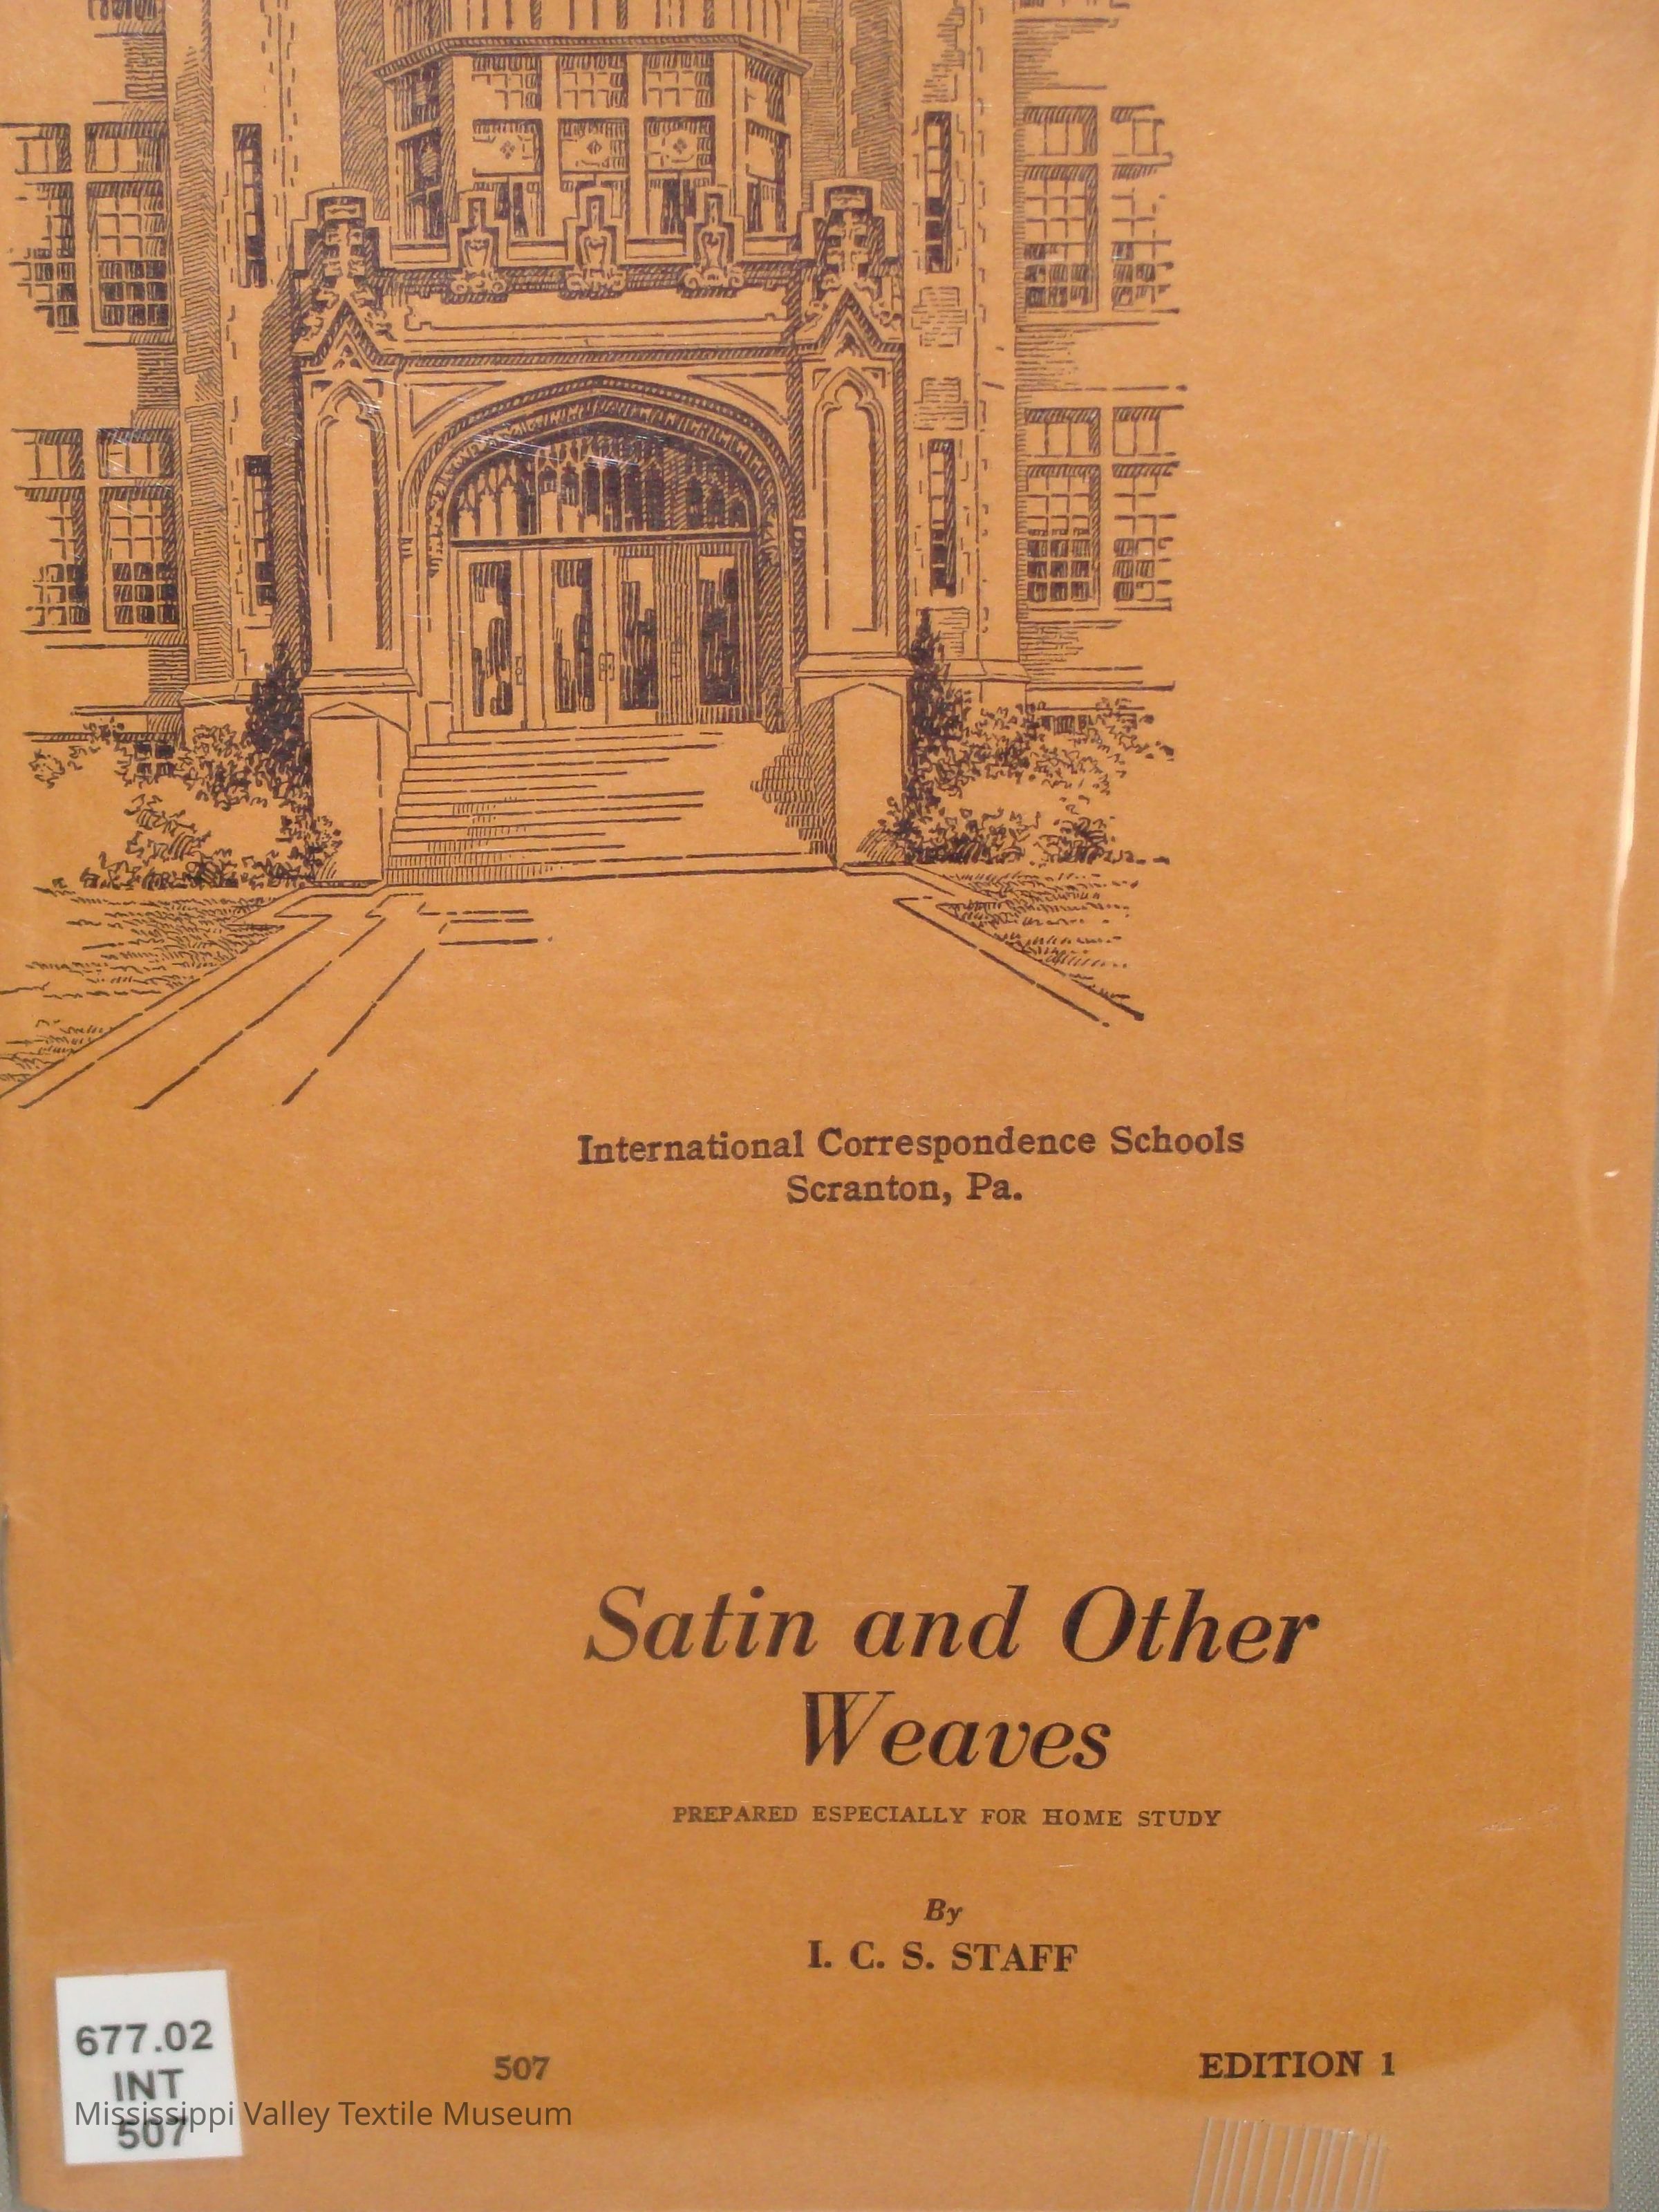 International Correspondence Schools
Scranton, Pa.
Satin and Other
Weaves
PREPARED ESPECIALLY FOR HOME STUDY
By
I. C. S. STAFF
507
EDITION 1
677.02
INT
507
Mississippi Valley Textile Museum